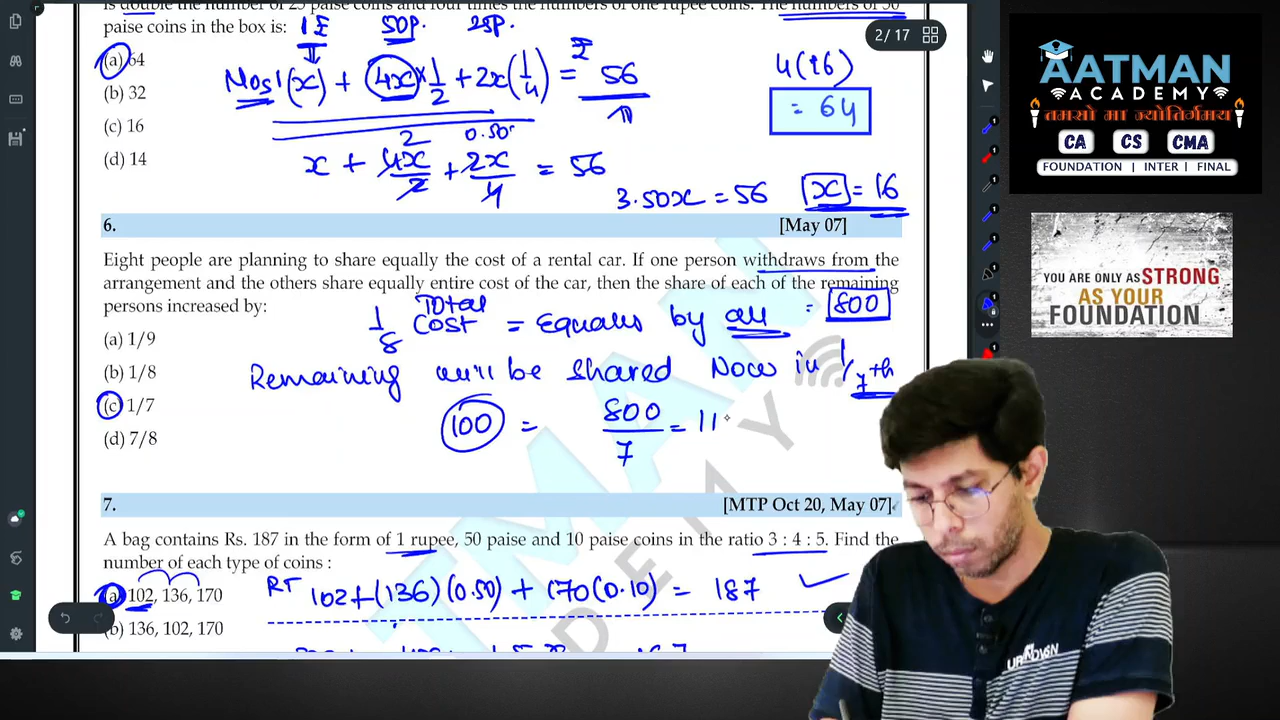 is double the number of 25 paise coins and four times the numbers of one rupee coins. The numbers of 50
paise coins in the box is:
1₹ 50p. 25p.
(a) 64
(b) 32
(c) 16
(d) 14
(x) + 4x × 1/2 + 2x(1/4) = ₹ 56
2 0.50
x + 4x/2 + 2x/4 = 56
3.50x = 56 x = 16
4(16)
= 64
2 / 17
6. [May 07]
Eight people are planning to share equally the cost of a rental car. If one person withdraws from the
arrangement and the others share equally entire cost of the car, then the share of each of the remaining
persons increased by:
(a) 1/9
(b) 1/8
(c) 1/7
(d) 7/8
1/8 Total Cost = Equals by all = 800
Remaining will be shared Now in 1/7th
100 = 800/7 = 11
7. [MTP Oct 20, May 07]
A bag contains Rs. 187 in the form of 1 rupee, 50 paise and 10 paise coins in the ratio 3 : 4 : 5. Find the
number of each type of coins :
(a) 102, 136, 170
(b) 136, 102, 170
RT 102 + (136)(0.50) + 170(0.10) = 187
AATMAN
ACADEMY
तमसो मा ज्योतिर्गमय
CA CS CMA
FOUNDATION | INTER | FINAL
YOU ARE ONLY AS STRONG
AS YOUR
FOUNDATION